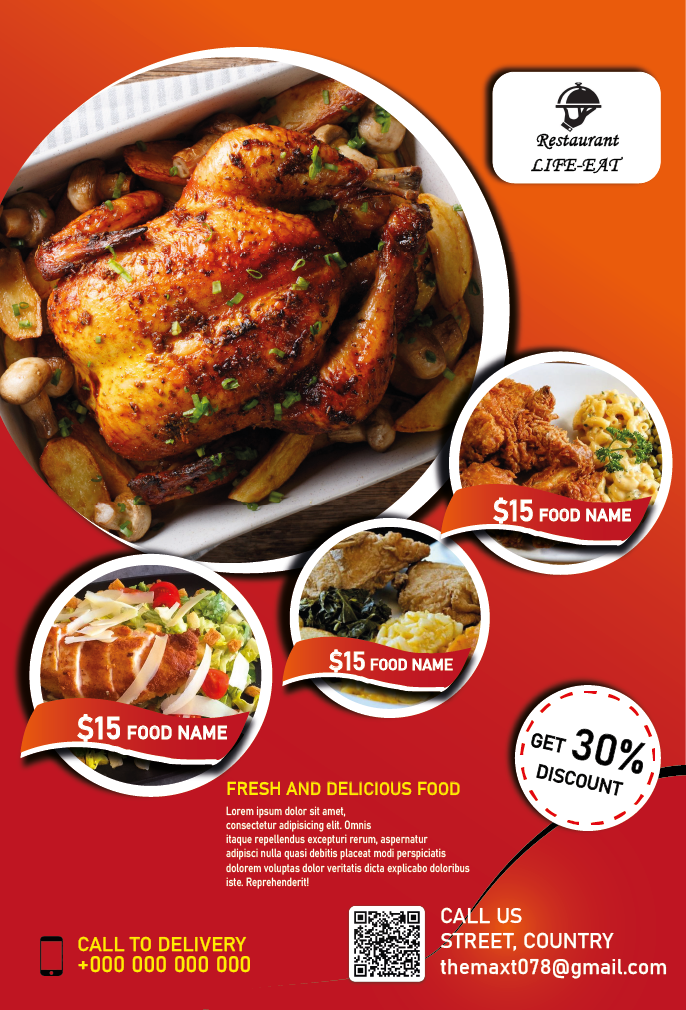 Restaurant
LIFE-EAT
$15 FOOD NAME
$15 FOOD NAME
$15 FOOD NAME
GET 30%
DISCOUNT
FRESH AND DELICIOUS FOOD
Lorem ipsum dolor sit amet,
consectetur adipisicing elit. Omnis
itaque repellendus excepturi rerum, aspernatur
adipisci nulla quasi debitis placeat modi perspiciatis
dolorem voluptas dolor veritatis dicta explicabo doloribus
iste. Reprehenderit!
CALL TO DELIVERY
+000 000 000 000
CALL US
STREET, COUNTRY
themaxt078@gmail.com